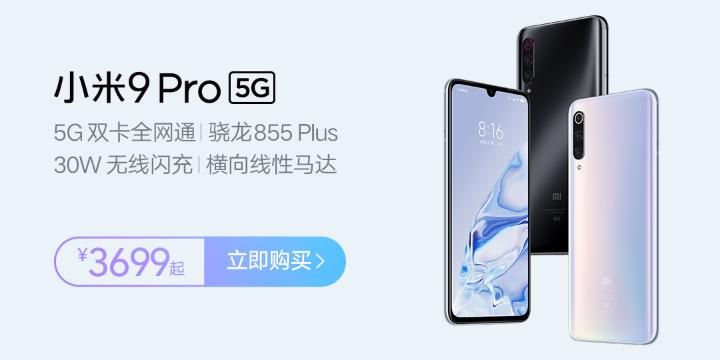 小米9 Pro 5G
5G 双卡全网通 | 骁龙855 Plus
30W 无线闪充 | 横向线性马达
¥3699起 立即购买 >
8:16